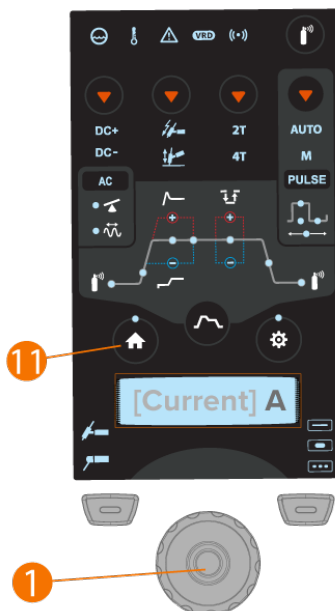 VRD
DC+ 2T AUTO
DC- 4T M
AC PULSE
11
[Current] A
1